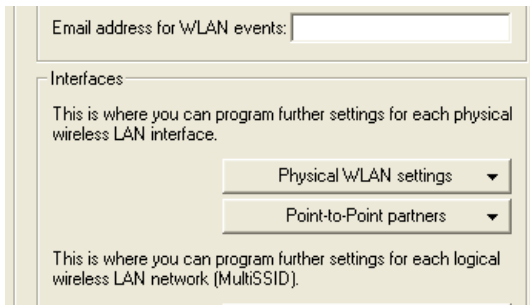 Email address for WLAN events:
Interfaces
This is where you can program further settings for each physical
wireless LAN interface.
Physical WLAN settings
Point-to-Point partners
This is where you can program further settings for each logical
wireless LAN network (MultiSSID).